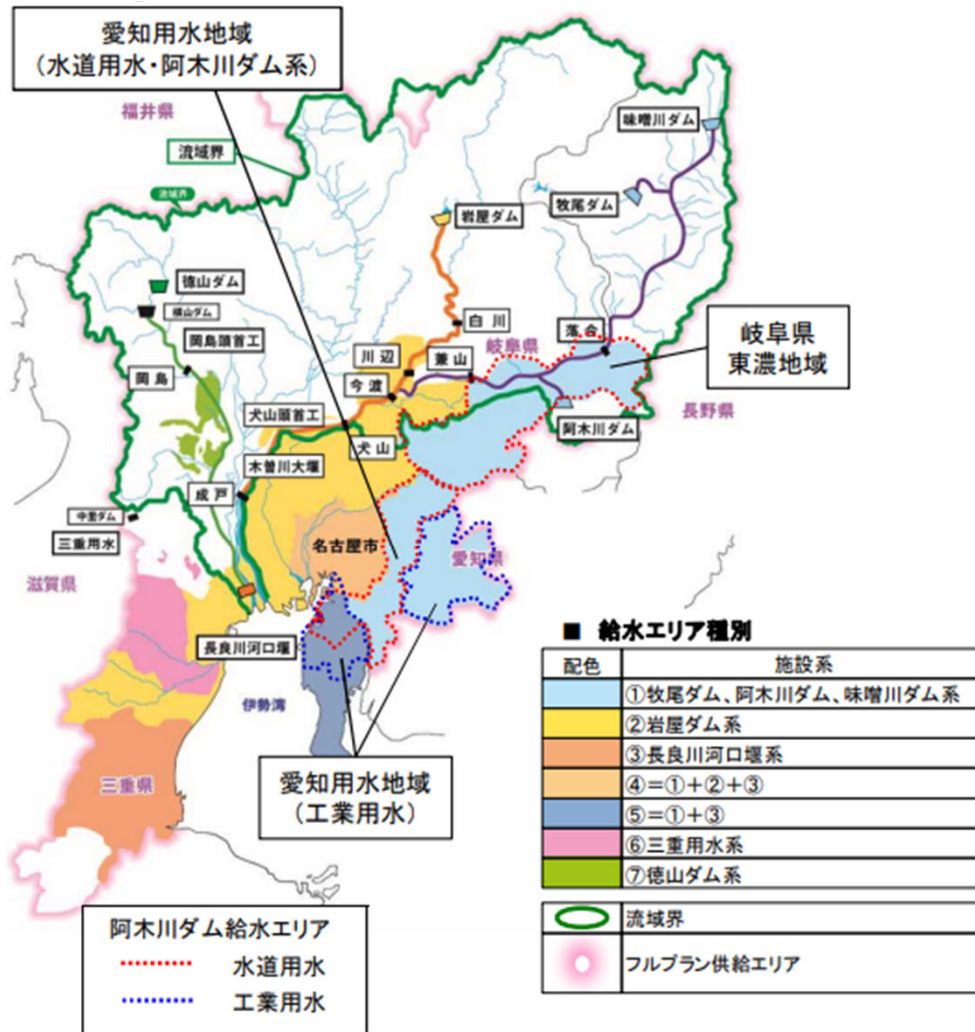 愛知用水地域
(水道用水・阿木川ダム系)
福井県
流域界
流域界
味噌川ダム
牧尾ダム
岩屋ダム
徳山ダム
横山ダム
岡島頭首工
岡島
白川
川辺
兼山
岐阜県
落合
岐阜県
東濃地域
今渡
犬山頭首工
犬山
阿木川ダム
長野県
木曽川大堰
成戸
中里ダム
三重用水
名古屋市
愛知県
滋賀県
長良川河口堰
伊勢湾
三重県
愛知用水地域
(工業用水)
■ 給水エリア種別
配色 施設系
①牧尾ダム、阿木川ダム、味噌川ダム系
②岩屋ダム系
③長良川河口堰系
④=①+②+③
⑤=①+③
⑥三重用水系
⑦徳山ダム系
流域界
フルプラン供給エリア
阿木川ダム給水エリア
水道用水
工業用水